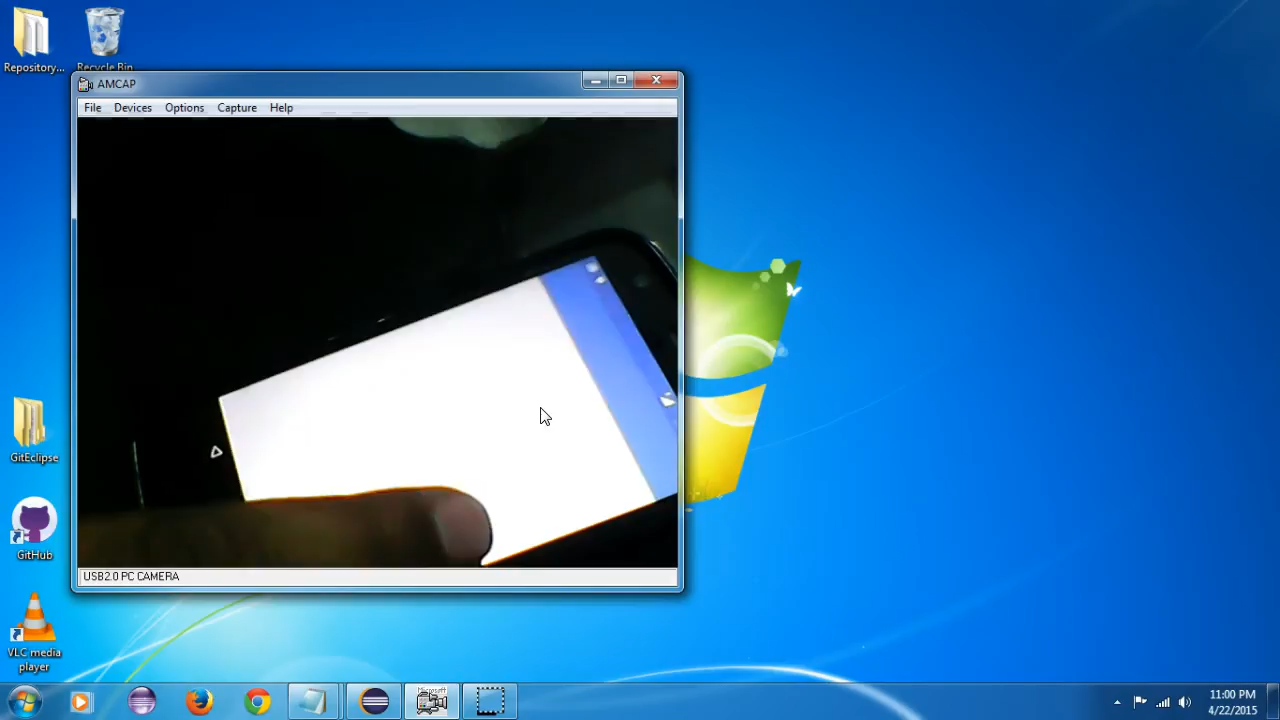 Repository...
Recycle Bin
AMCAP
File Devices Options Capture Help
USB2.0 PC CAMERA
GitEclipse
GitHub
VLC media
player
Microsoft
11:00 PM
4/22/2015